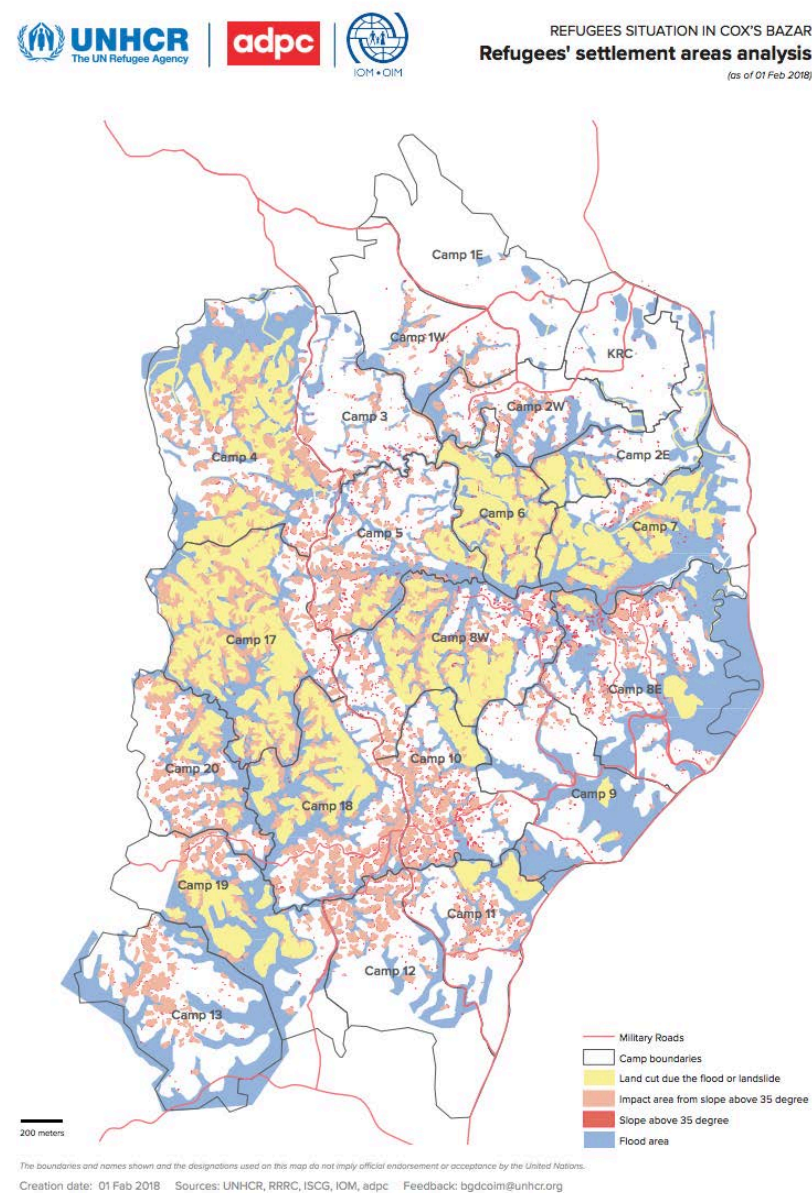 UNHCR
The UN Refugee Agency
adpc
IOM • OIM
REFUGEES SITUATION IN COX'S BAZAR
Refugees' settlement areas analysis
(as of 01 Feb 2018)
Camp 1E
Camp 1W
KRC
Camp 3
Camp 2W
Camp 4
Camp 2E
Camp 6
Camp 7
Camp 5
Camp 17
Camp 8W
Camp 8E
Camp 20
Camp 10
Camp 18
Camp 9
Camp 19
Camp 11
Camp 12
Camp 13
Military Roads
Camp boundaries
Land cut due the flood or landslide
Impact area from slope above 35 degree
Slope above 35 degree
Flood area
200 meters
The boundaries and names shown and the designations used on this map do not imply official endorsement or acceptance by the United Nations.
Creation date: 01 Fab 2018 Sources: UNHCR, RRRC, ISCG, IOM, adpc Feedback: bgdcoim@unhcr.org